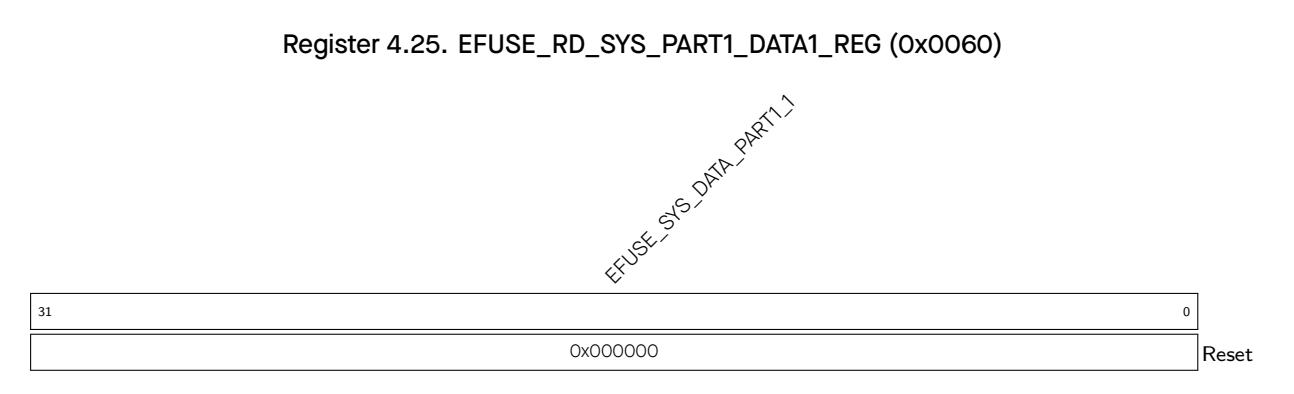 Register 4.25. EFUSE_RD_SYS_PART1_DATA1_REG (0x0060)
EFUSE_SYS_DATA_PART1_1
31 0
0x000000 Reset